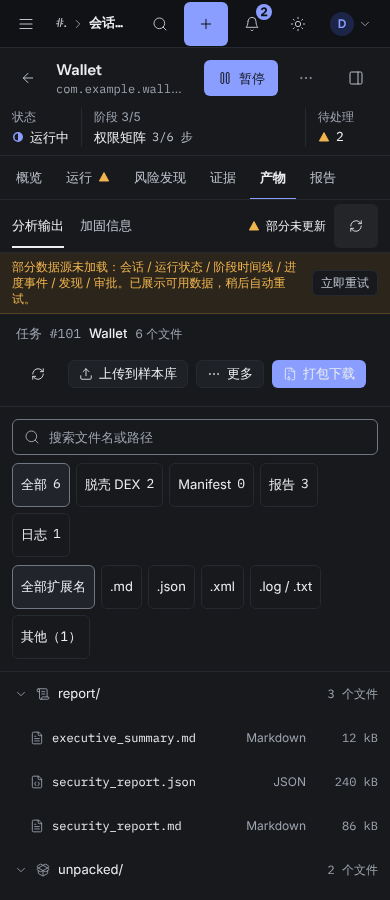 #. 会话…
2
D
Wallet
com.example.wall…
暂停
状态
运行中
阶段 3/5
权限矩阵 3/6 步
待处理
2
概览 运行 风险发现 证据 产物 报告
分析输出 加固信息 部分未更新
部分数据源未加载：会话 / 运行状态 / 阶段时间线 / 进
度事件 / 发现 / 审批。已展示可用数据，稍后自动重
试。
立即重试
任务 #101 Wallet 6 个文件
上传到样本库 更多 打包下载
搜索文件名或路径
全部 6 脱壳 DEX 2 Manifest 0 报告 3
日志 1
全部扩展名 .md .json .xml .log / .txt
其他（1）
report/ 3 个文件
executive_summary.md Markdown 12 kB
security_report.json JSON 240 kB
security_report.md Markdown 86 kB
unpacked/ 2 个文件